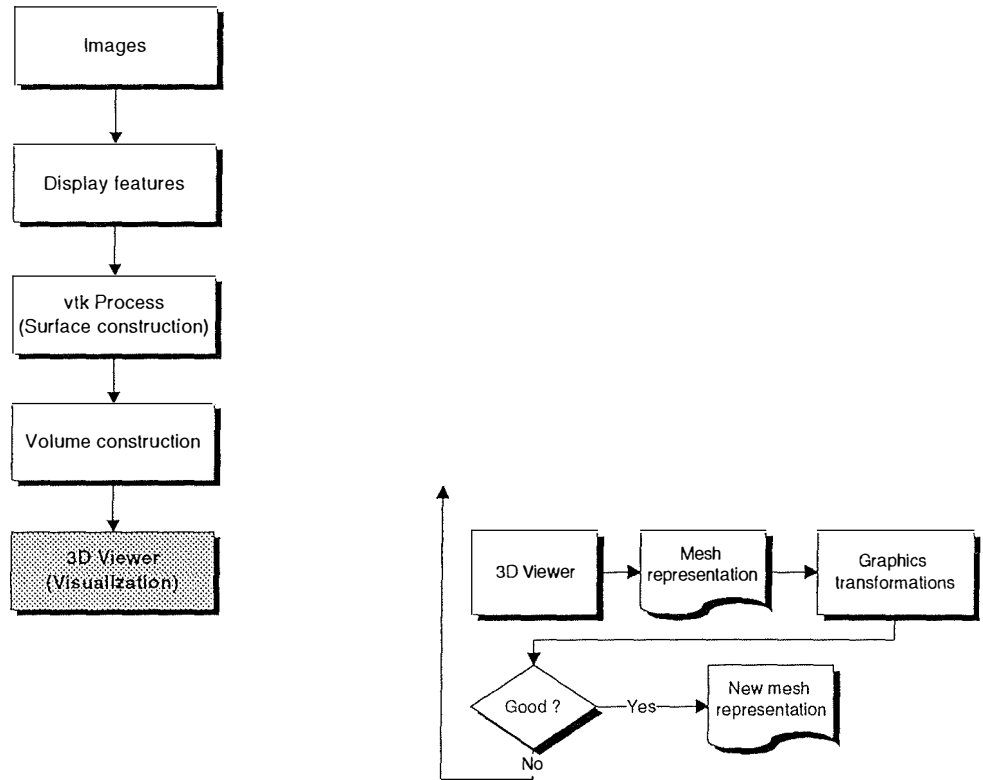 Images
Display features
vtk Process
(Surface construction)
Volume construction
3D Viewer
(Visualization)
3D Viewer
Mesh
representation
Graphics
transformations
Good ?
Yes
New mesh
representation
No